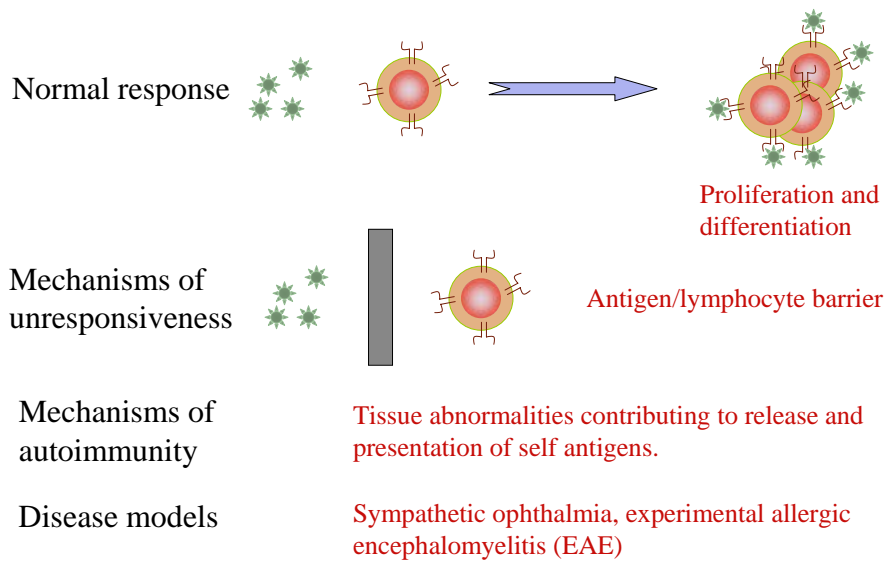 Normal response
Proliferation and
differentiation
Mechanisms of
unresponsiveness
Antigen/lymphocyte barrier
Mechanisms of
autoimmunity
Tissue abnormalities contributing to release and
presentation of self antigens.
Disease models
Sympathetic ophthalmia, experimental allergic
encephalomyelitis (EAE)